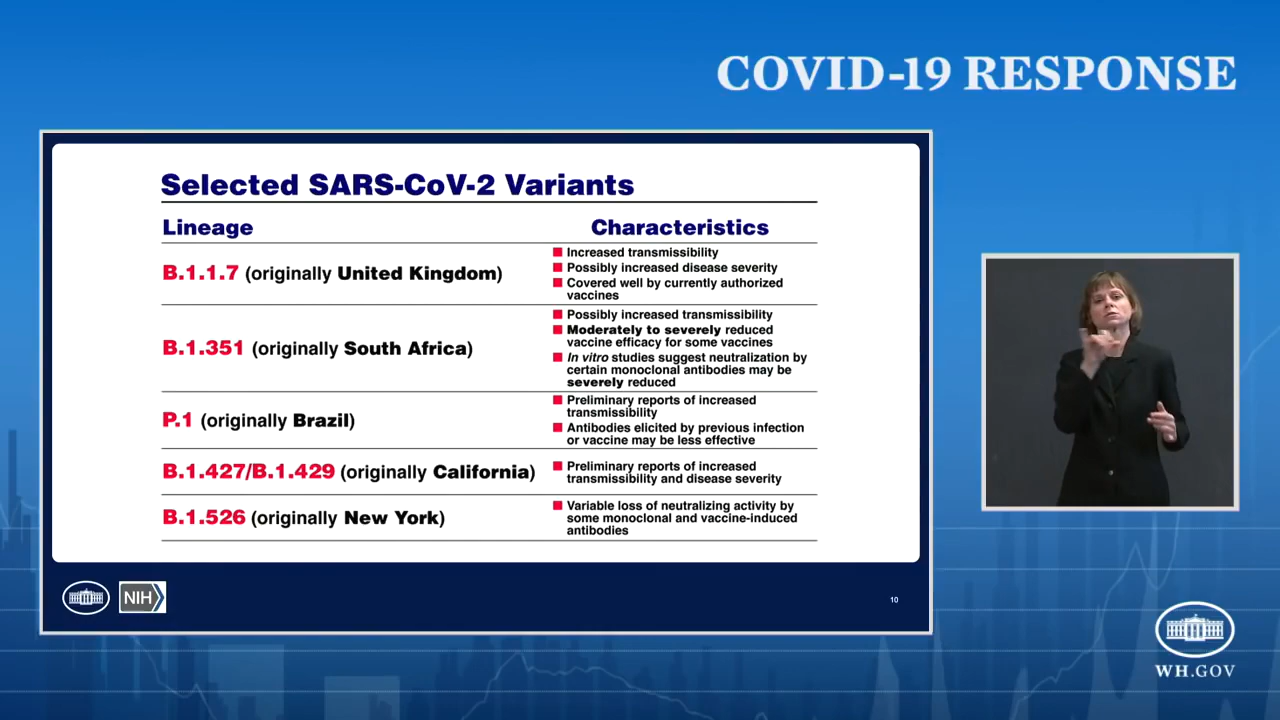 COVID-19 RESPONSE
Selected SARS-CoV-2 Variants
Lineage Characteristics
B.1.1.7 (originally United Kingdom)
Increased transmissibility
Possibly increased disease severity
Covered well by currently authorized
vaccines
B.1.351 (originally South Africa)
Possibly increased transmissibility
Moderately to severely reduced
vaccine efficacy for some vaccines
In vitro studies suggest neutralization by
certain monoclonal antibodies may be
severely reduced
P.1 (originally Brazil)
Preliminary reports of increased
transmissibility
Antibodies elicited by previous infection
or vaccine may be less effective
B.1.427/B.1.429 (originally California)
Preliminary reports of increased
transmissibility and disease severity
B.1.526 (originally New York)
Variable loss of neutralizing activity by
some monoclonal and vaccine-induced
antibodies
NIH
10
WH.GOV